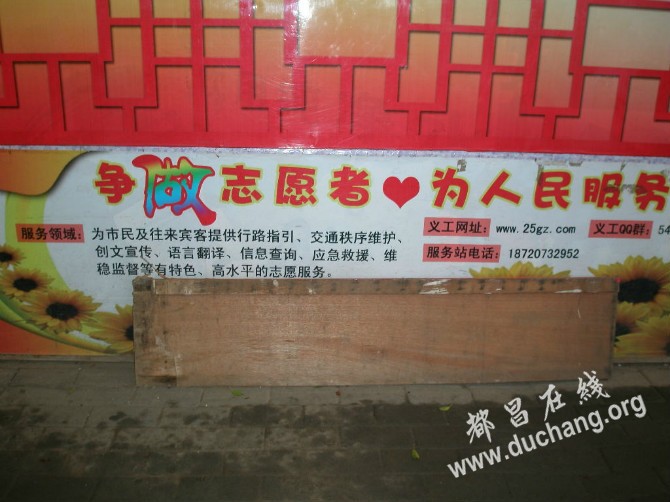 争做志愿者❤为人民服务
服务领域：
为市民及往来宾客提供行路指引、交通秩序维护、
创文宣传、语言翻译、信息查询、应急救援、维
稳监督等有特色、高水平的志愿服务。
义工网址：www.25gz.com 义工QQ群：54
服务站电话：18720732952
都昌在线
www.duchang.org